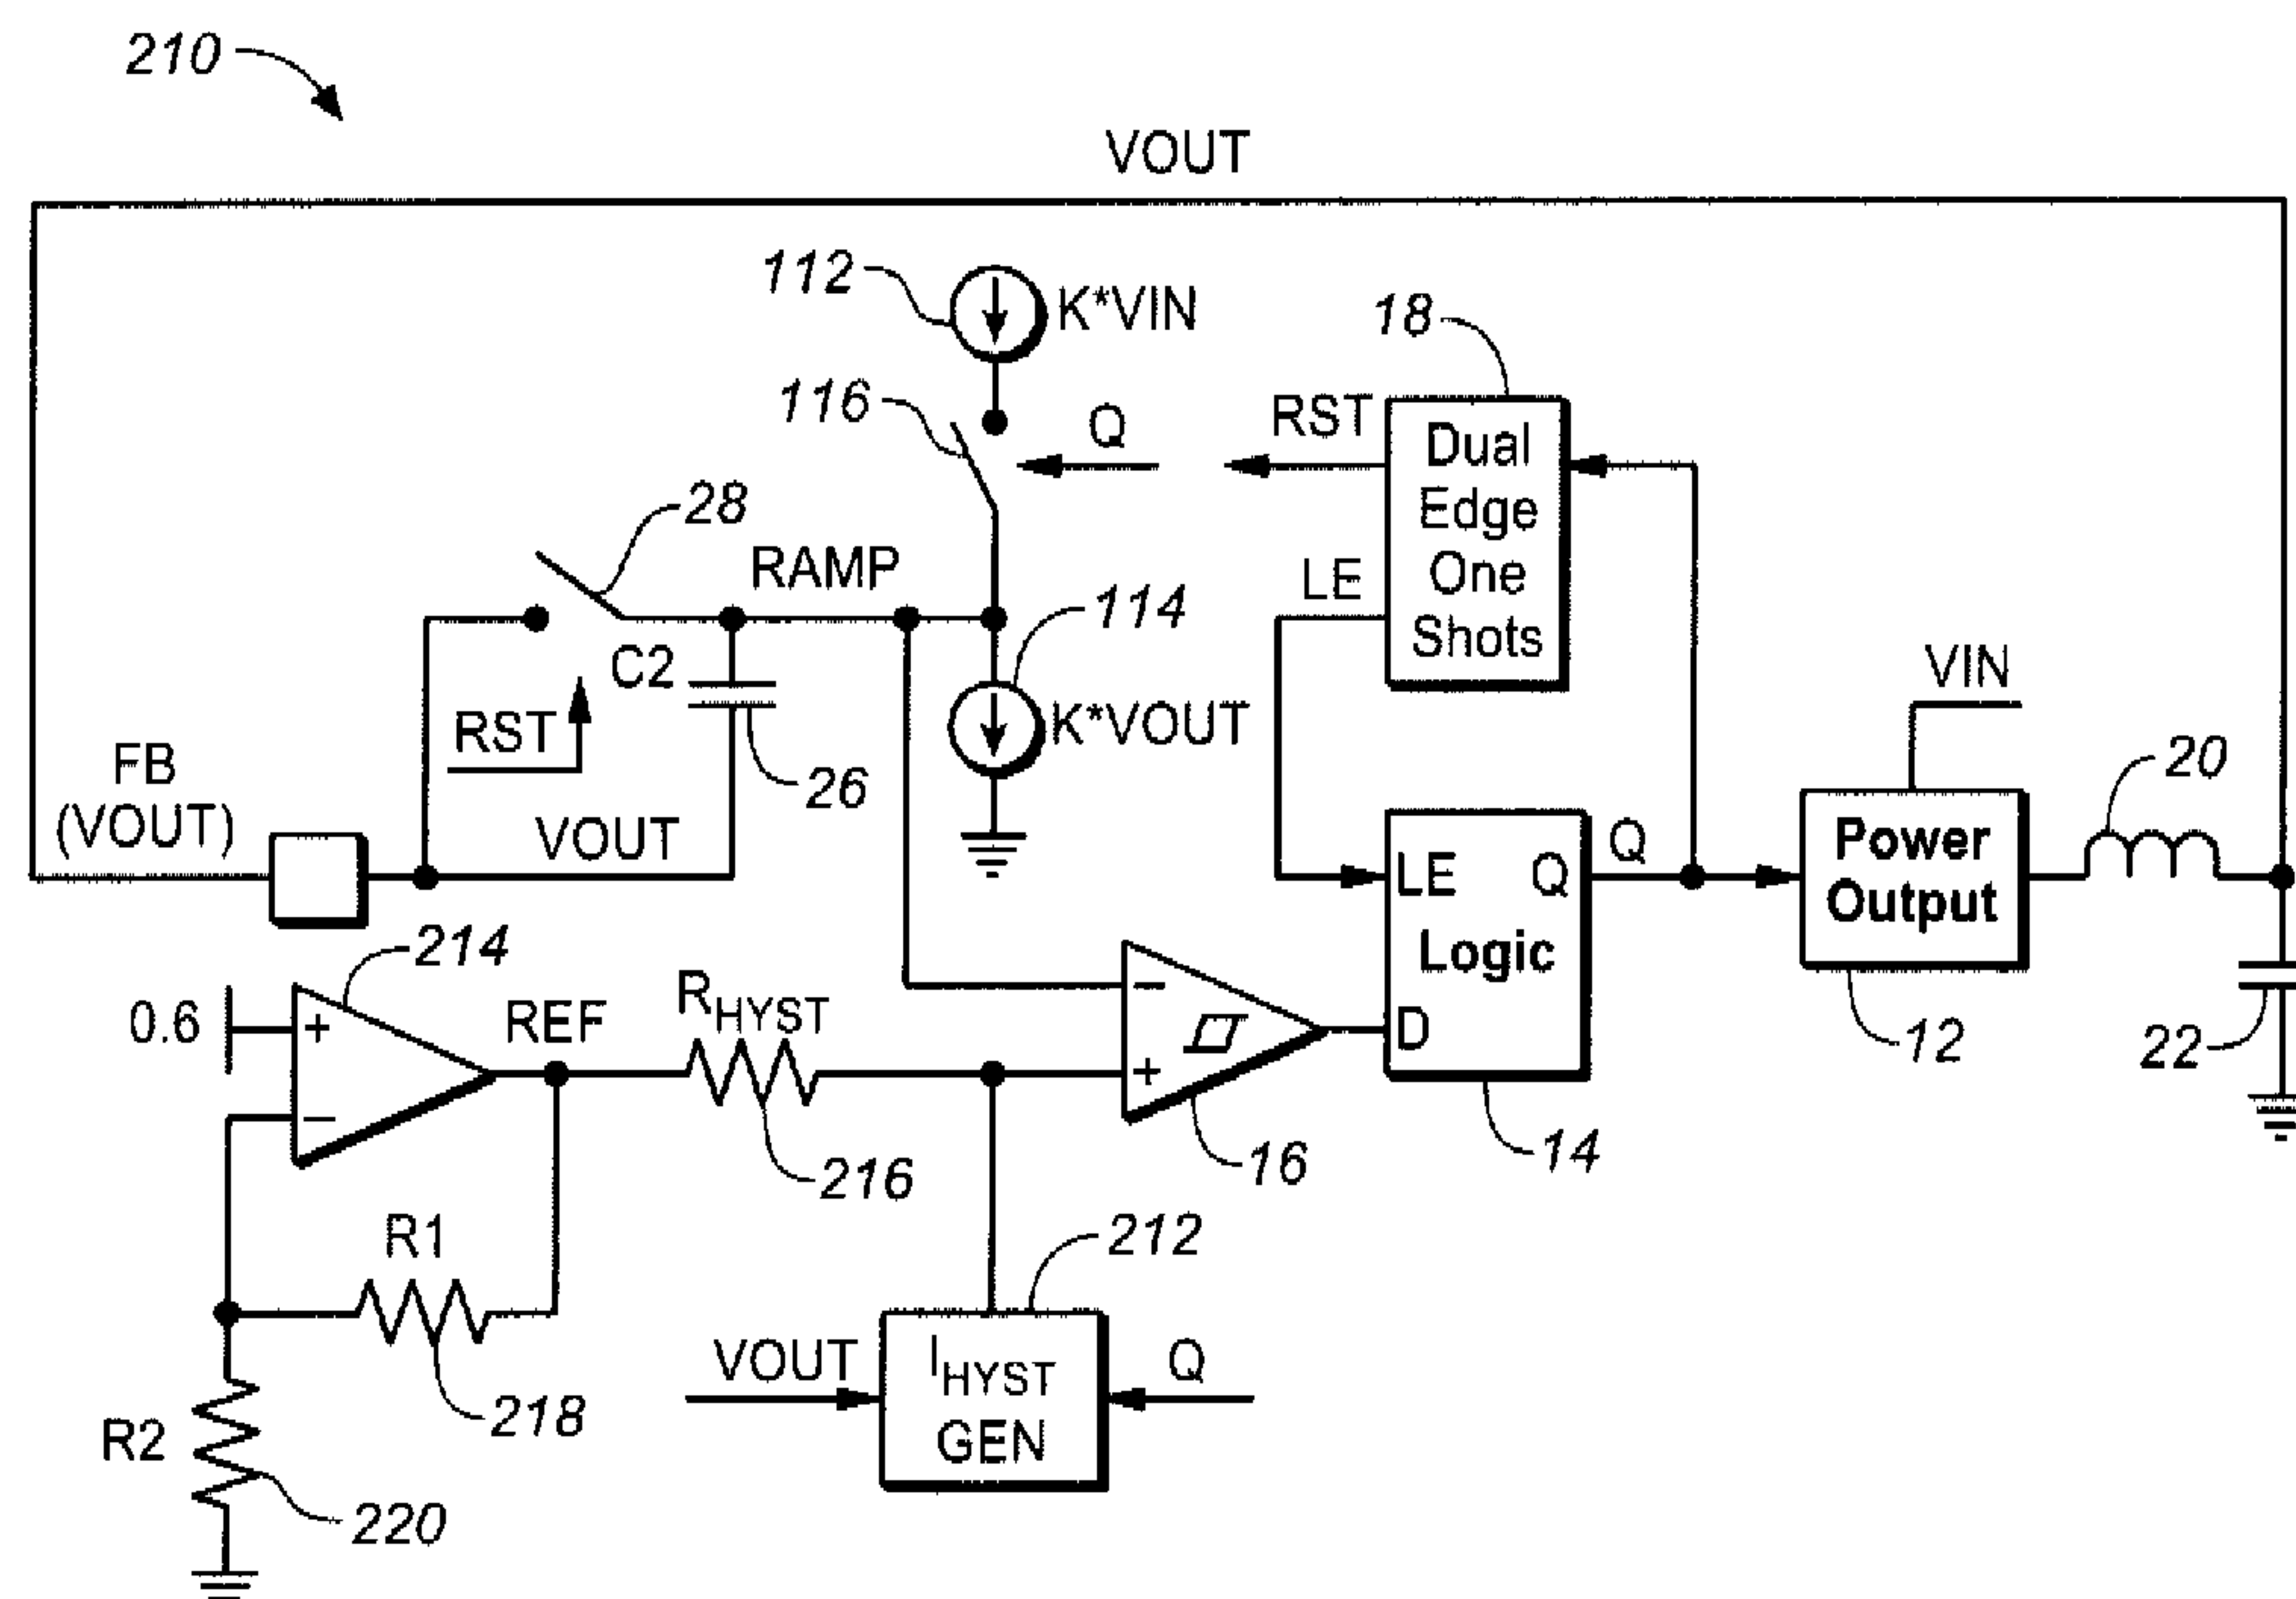 210
VOUT
112
K*VIN
18
116
Q
RST
Dual
Edge
One
Shots
28
RAMP
LE
114
C2
VIN
RST
K*VOUT
20
FB
(VOUT)
26
VOUT
LE
Q
Q
Power
Output
214
Logic
0.6
+
REF
RHYST
−
D
12
22
−
+
216
16
14
R1
212
VOUT
IHYST
GEN
Q
218
R2
220